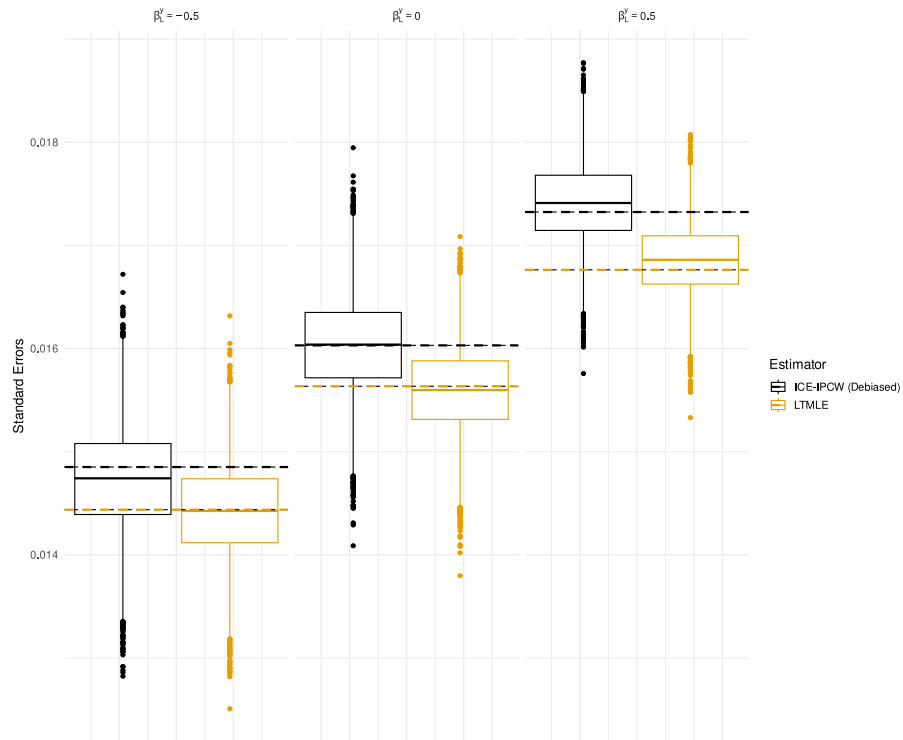 β_L^y = −0.5
β_L^y = 0
β_L^y = 0.5
0.018
0.016
0.014
Standard Errors
Estimator
ICE-IPCW (Debiased)
LTMLE